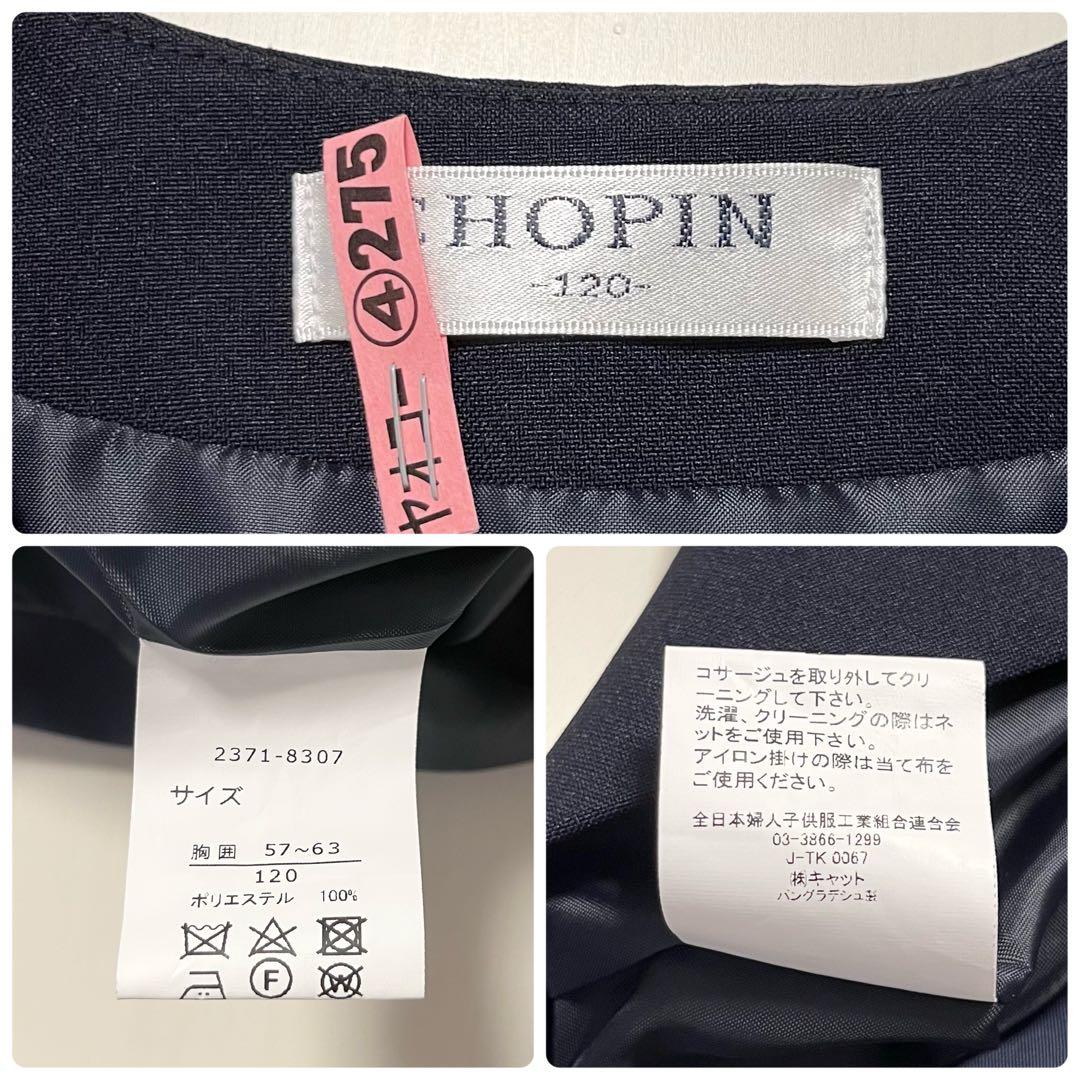 ④275
ヤオコー
CHOPIN
-120-
2371-8307
サイズ
胸囲 57~63
120
ポリエステル 100%
F
W
コサージュを取り外してクリ
ーニングして下さい。
洗濯、クリーニングの際はネ
ットをご使用下さい。
アイロン掛けの際は当て布を
ご使用ください。
全日本婦人子供服工業組合連合会
03-3866-1299
J-TK 0067
㈱キャット
バングラデシュ製